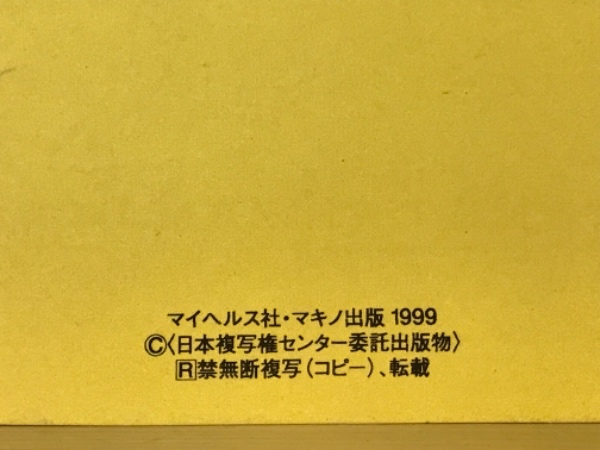 マイヘルス社・マキノ出版 1999
©〈日本複写権センター委託出版物〉
🅁禁無断複写(コピー)、転載